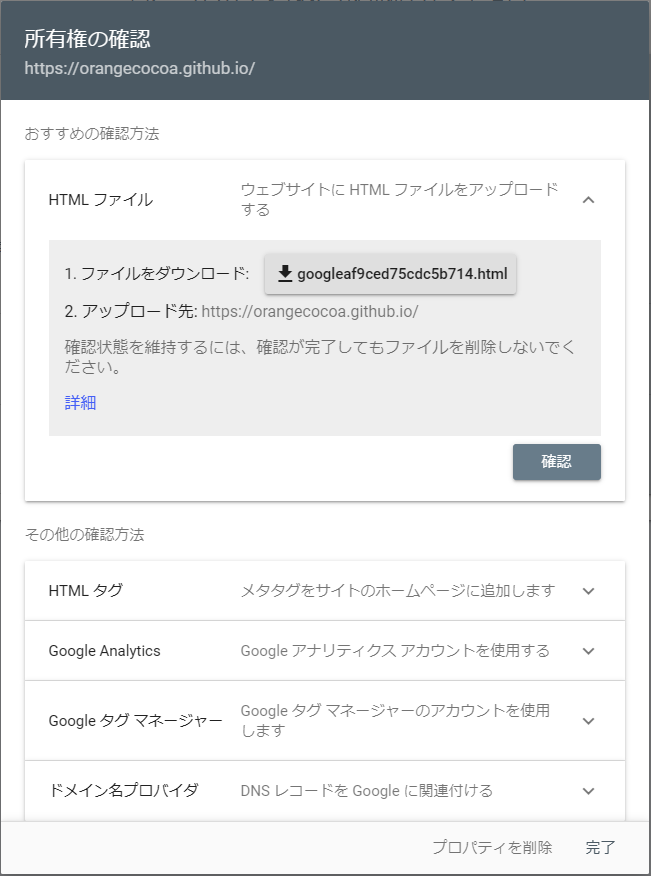 所有権の確認
https://orangecocoa.github.io/
おすすめの確認方法
HTML ファイル
ウェブサイトに HTML ファイルをアップロード
する
1. ファイルをダウンロード:
googleaf9ced75cdc5b714.html
2. アップロード先: https://orangecocoa.github.io/
確認状態を維持するには、確認が完了してもファイルを削除しないでく
ださい。
詳細
確認
その他の確認方法
HTML タグ
メタタグをサイトのホームページに追加します
Google Analytics
Google アナリティクス アカウントを使用する
Google タグ マネージャー
Google タグ マネージャーのアカウントを使用
します
ドメイン名プロバイダ
DNS レコードを Google に関連付ける
プロパティを削除
完了